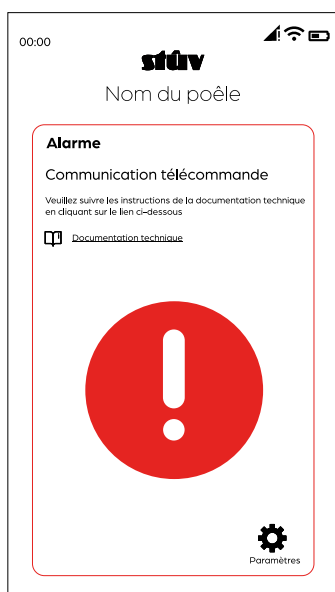 00:00
stûv
Nom du poêle
Alarme
Communication télécommande
Veuillez suivre les instructions de la documentation technique
en cliquant sur le lien ci-dessous
Documentation technique
Paramètres